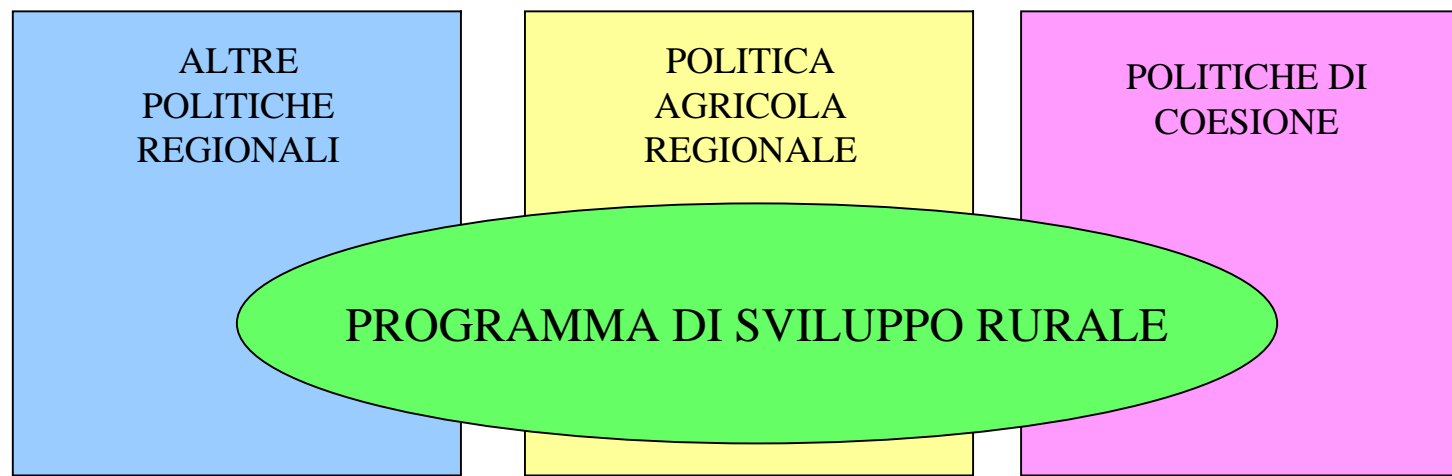 ALTRE
POLITICHE
REGIONALI
POLITICA
AGRICOLA
REGIONALE
POLITICHE DI
COESIONE
PROGRAMMA DI SVILUPPO RURALE